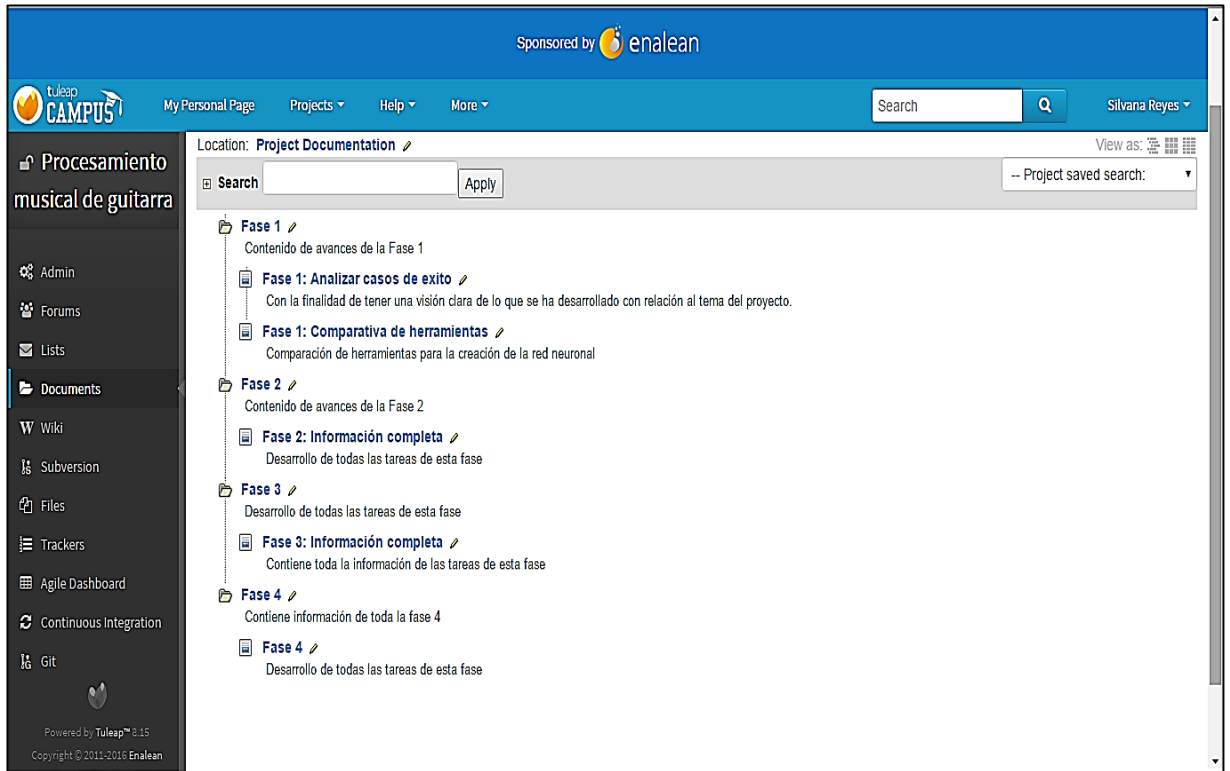 Sponsored by enalean
tuleap
CAMPUS
My Personal Page Projects Help More Search Silvana Reyes
Procesamiento
musical de guitarra
Admin
Forums
Lists
Documents
Wiki
Subversion
Files
Trackers
Agile Dashboard
Continuous Integration
Git
Powered by Tuleap™ 8.15
Copyright © 2011-2016 Enalean
Location: Project Documentation
View as:
Search Apply
-- Project saved search:
Fase 1
Contenido de avances de la Fase 1
Fase 1: Analizar casos de exito
Con la finalidad de tener una visión clara de lo que se ha desarrollado con relación al tema del proyecto.
Fase 1: Comparativa de herramientas
Comparación de herramientas para la creación de la red neuronal
Fase 2
Contenido de avances de la Fase 2
Fase 2: Información completa
Desarrollo de todas las tareas de esta fase
Fase 3
Desarrollo de todas las tareas de esta fase
Fase 3: Información completa
Contiene toda la información de las tareas de esta fase
Fase 4
Contiene información de toda la fase 4
Fase 4
Desarrollo de todas las tareas de esta fase